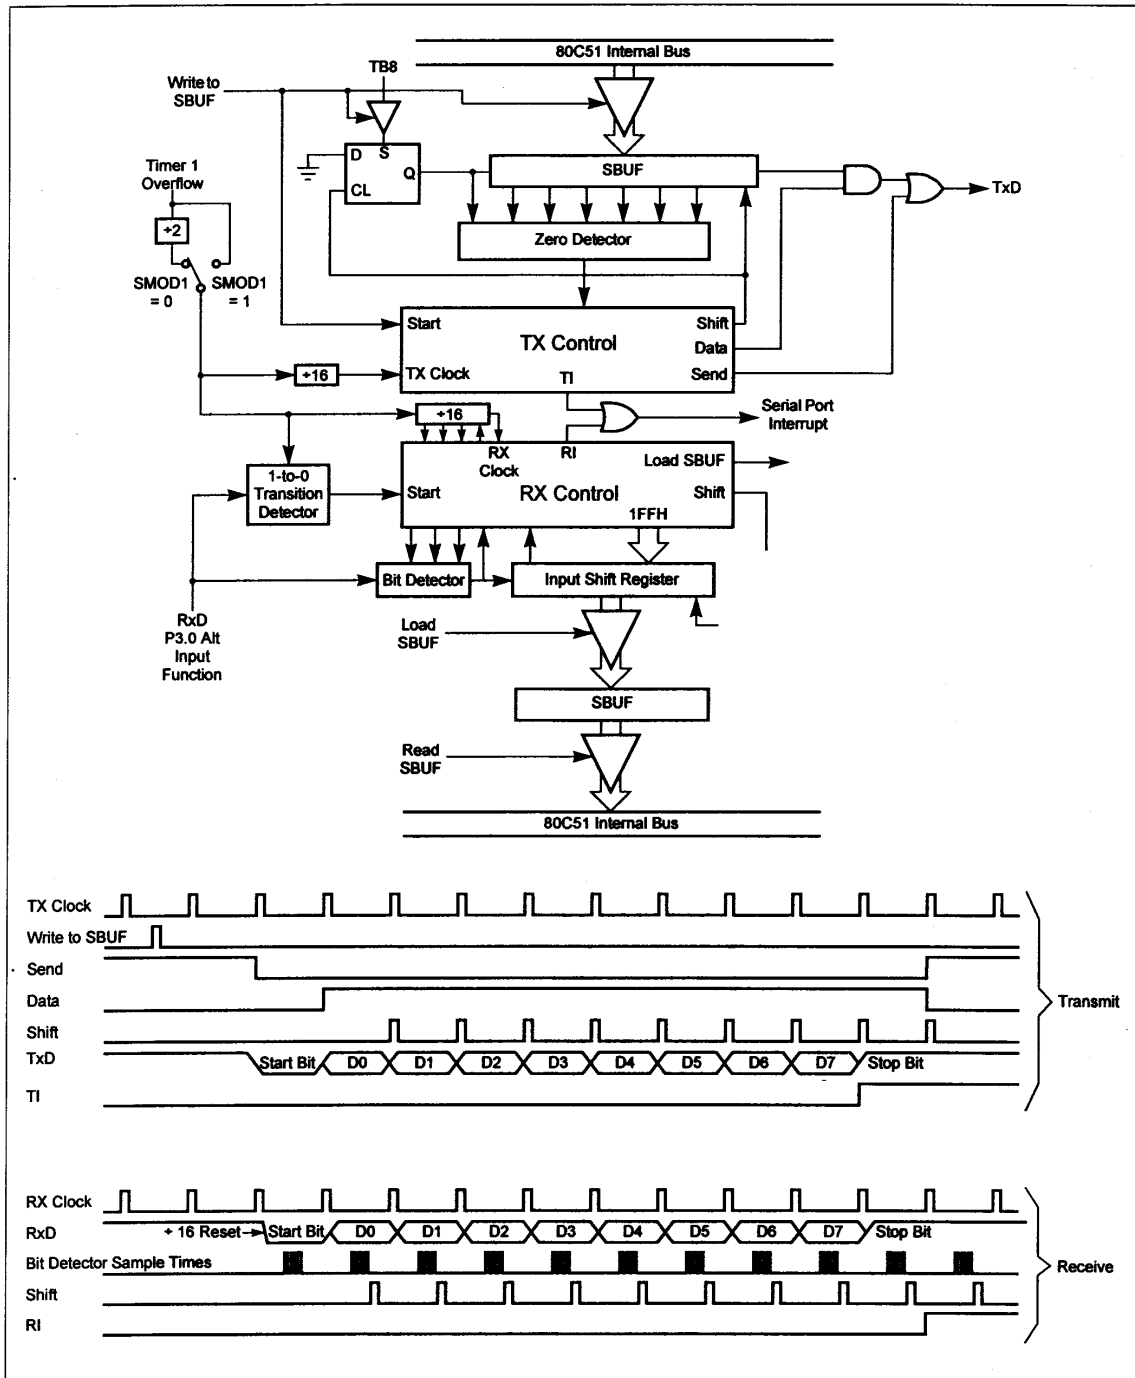 80C51 Internal Bus
TB8
Write to
SBUF
D S
Q
CL
SBUF
TxD
Timer 1
Overflow
÷2
Zero Detector
SMOD1
= 0
SMOD1
= 1
Start
TX Control
Shift
Data
÷16
TX Clock
TI
Send
÷16
Serial Port
Interrupt
RX
Clock
RI
Load SBUF
1-to-0
Transition
Detector
Start
RX Control
Shift
1FFH
Bit Detector
Input Shift Register
RxD
P3.0 Alt
Input
Function
Load
SBUF
SBUF
Read
SBUF
80C51 Internal Bus
TX Clock
Write to SBUF
Send
Data
Transmit
Shift
TxD Start Bit D0 D1 D2 D3 D4 D5 D6 D7 Stop Bit
TI
RX Clock
RxD ÷ 16 Reset Start Bit D0 D1 D2 D3 D4 D5 D6 D7 Stop Bit
Bit Detector Sample Times
Receive
Shift
RI